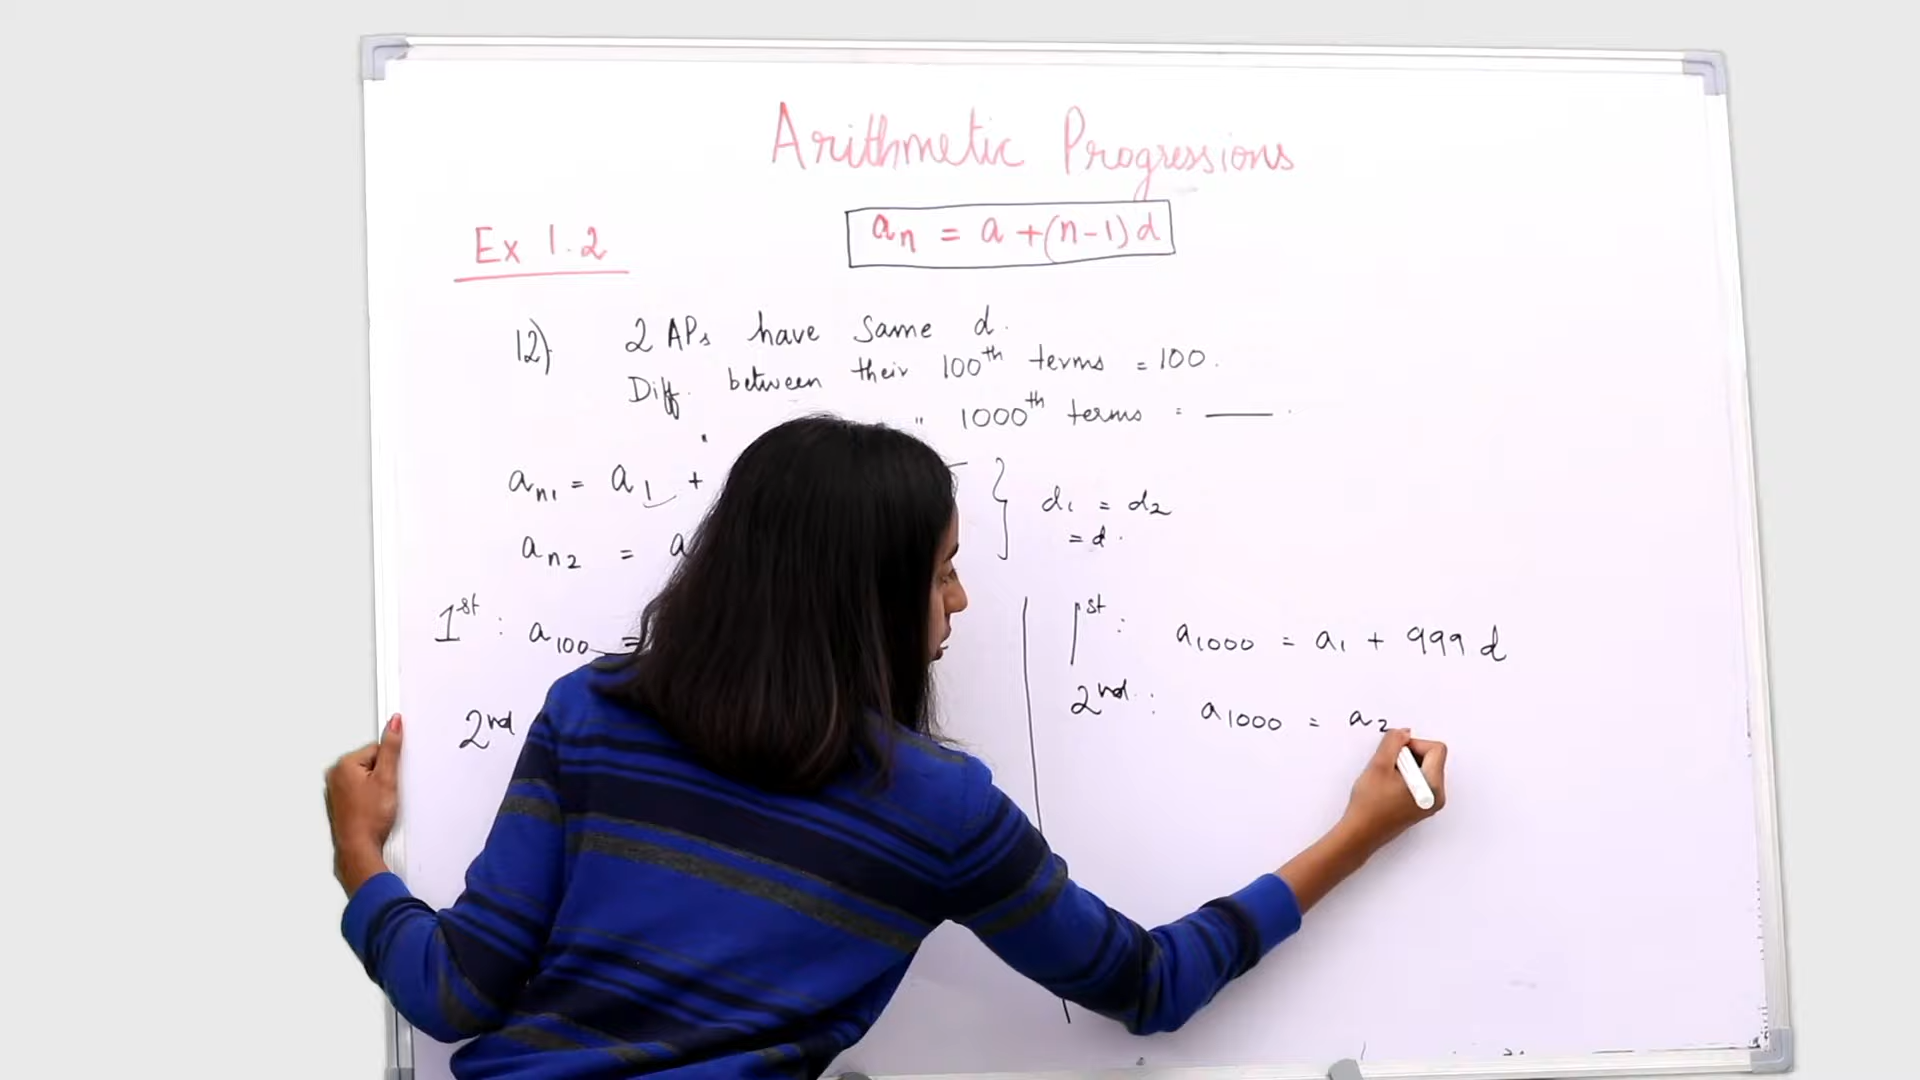 Arithmetic Progressions
Ex 1.2
an = a +(n-1)d
12) 2 APs have same d.
Diff. between their 100th terms = 100.
" 1000th terms = ___.
an1 = a1 +
an2 = a
} d1 = d2
= d.
1st: a100 =
2nd
1st: a1000 = a1 + 999 d
2nd: a1000 = a2